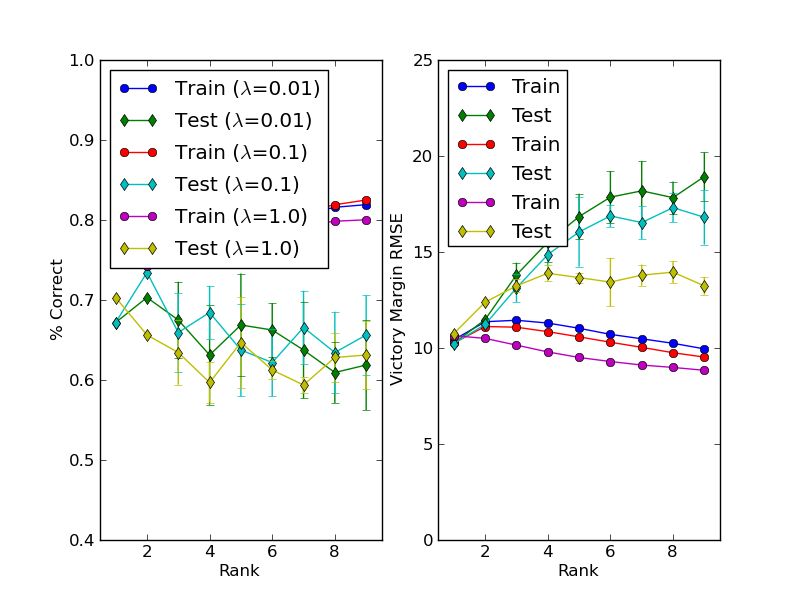 1.0
0.9
0.8
0.7
0.6
0.5
0.4
% Correct
2
4
6
8
Rank
Train (λ=0.01)
Test (λ=0.01)
Train (λ=0.1)
Test (λ=0.1)
Train (λ=1.0)
Test (λ=1.0)
25
20
15
10
5
0
Victory Margin RMSE
2
4
6
8
Rank
Train
Test
Train
Test
Train
Test